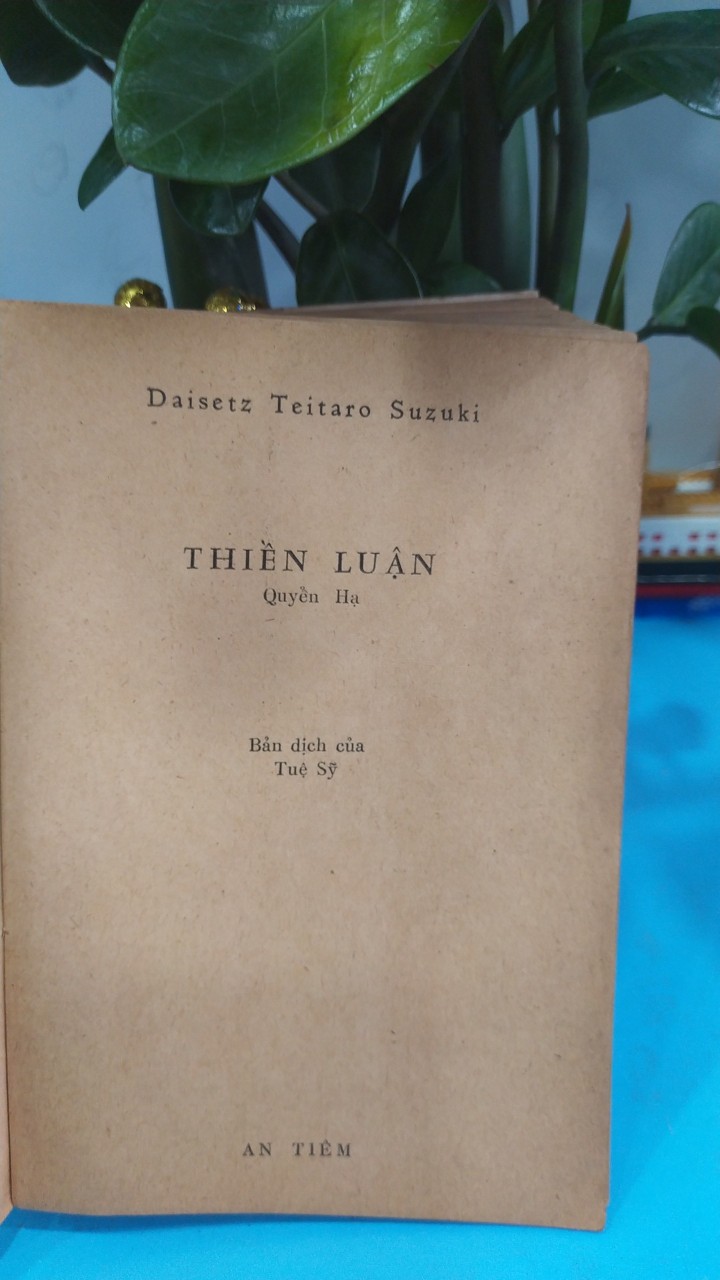 Daisetz Teitaro Suzuki
THIỀN LUẬN
Quyển Hạ
Bản dịch của
Tuệ Sỹ
AN TIÊM